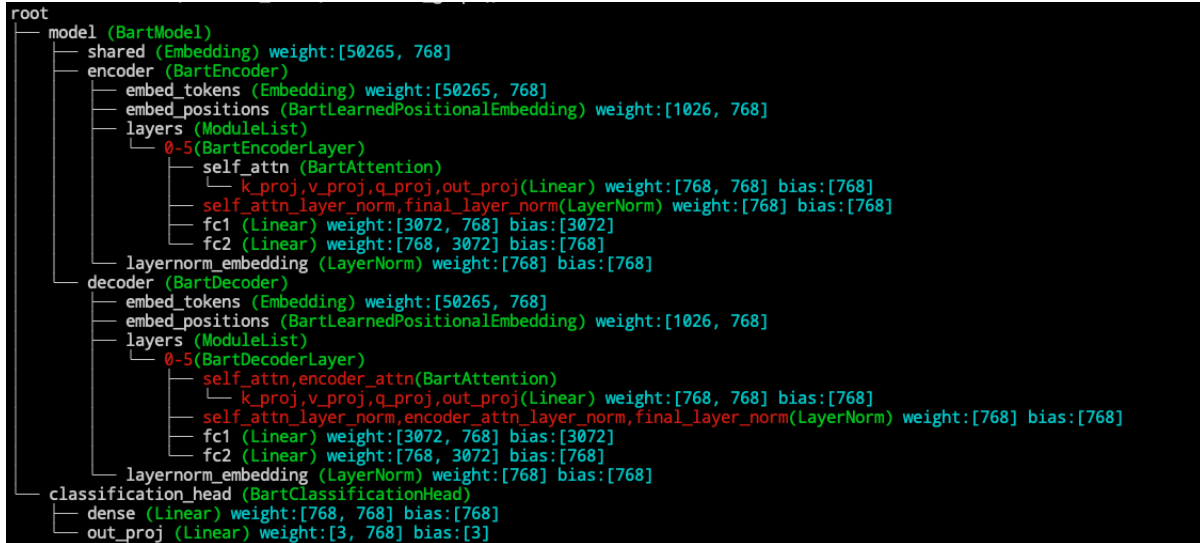 root
├── model (BartModel)
│   ├── shared (Embedding) weight:[50265, 768]
│   ├── encoder (BartEncoder)
│   │   ├── embed_tokens (Embedding) weight:[50265, 768]
│   │   ├── embed_positions (BartLearnedPositionalEmbedding) weight:[1026, 768]
│   │   ├── layers (ModuleList)
│   │   │   └── 0-5(BartEncoderLayer)
│   │   │       ├── self_attn (BartAttention)
│   │   │       │   └── k_proj,v_proj,q_proj,out_proj(Linear) weight:[768, 768] bias:[768]
│   │   │       ├── self_attn_layer_norm,final_layer_norm(LayerNorm) weight:[768] bias:[768]
│   │   │       ├── fc1 (Linear) weight:[3072, 768] bias:[3072]
│   │   │       └── fc2 (Linear) weight:[768, 3072] bias:[768]
│   │   └── layernorm_embedding (LayerNorm) weight:[768] bias:[768]
│   └── decoder (BartDecoder)
│       ├── embed_tokens (Embedding) weight:[50265, 768]
│       ├── embed_positions (BartLearnedPositionalEmbedding) weight:[1026, 768]
│       ├── layers (ModuleList)
│       │   └── 0-5(BartDecoderLayer)
│       │       ├── self_attn,encoder_attn(BartAttention)
│       │       │   └── k_proj,v_proj,q_proj,out_proj(Linear) weight:[768, 768] bias:[768]
│       │       ├── self_attn_layer_norm,encoder_attn_layer_norm,final_layer_norm(LayerNorm) weight:[768] bias:[768]
│       │       ├── fc1 (Linear) weight:[3072, 768] bias:[3072]
│       │       └── fc2 (Linear) weight:[768, 3072] bias:[768]
│       └── layernorm_embedding (LayerNorm) weight:[768] bias:[768]
└── classification_head (BartClassificationHead)
    ├── dense (Linear) weight:[768, 768] bias:[768]
    └── out_proj (Linear) weight:[3, 768] bias:[3]